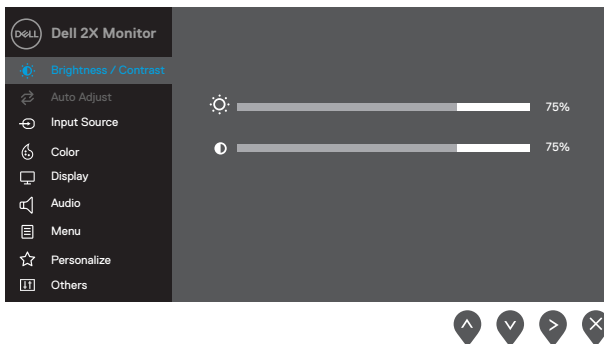 DELL Dell 2X Monitor
Brightness / Contrast
Auto Adjust
Input Source
Color
Display
Audio
Menu
Personalize
Others
75%
75%